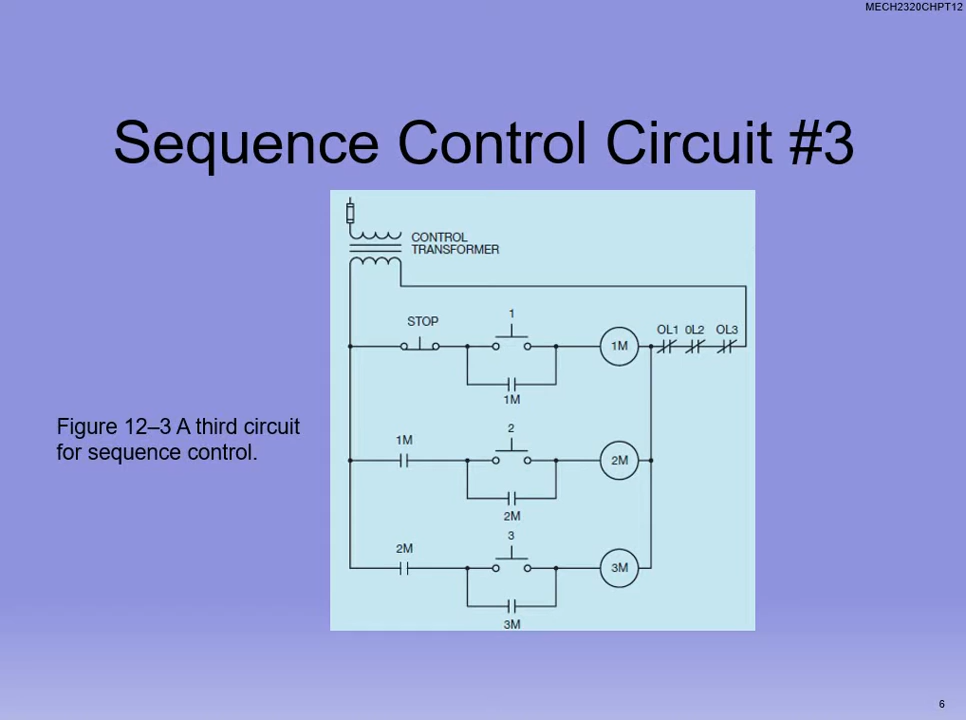 MECH2320CHPT12
Sequence Control Circuit #3
CONTROL
TRANSFORMER
STOP
1
1M
OL1 0L2 OL3
1M
Figure 12–3 A third circuit
for sequence control.
1M
2
2M
2M
2M
3
3M
3M
6